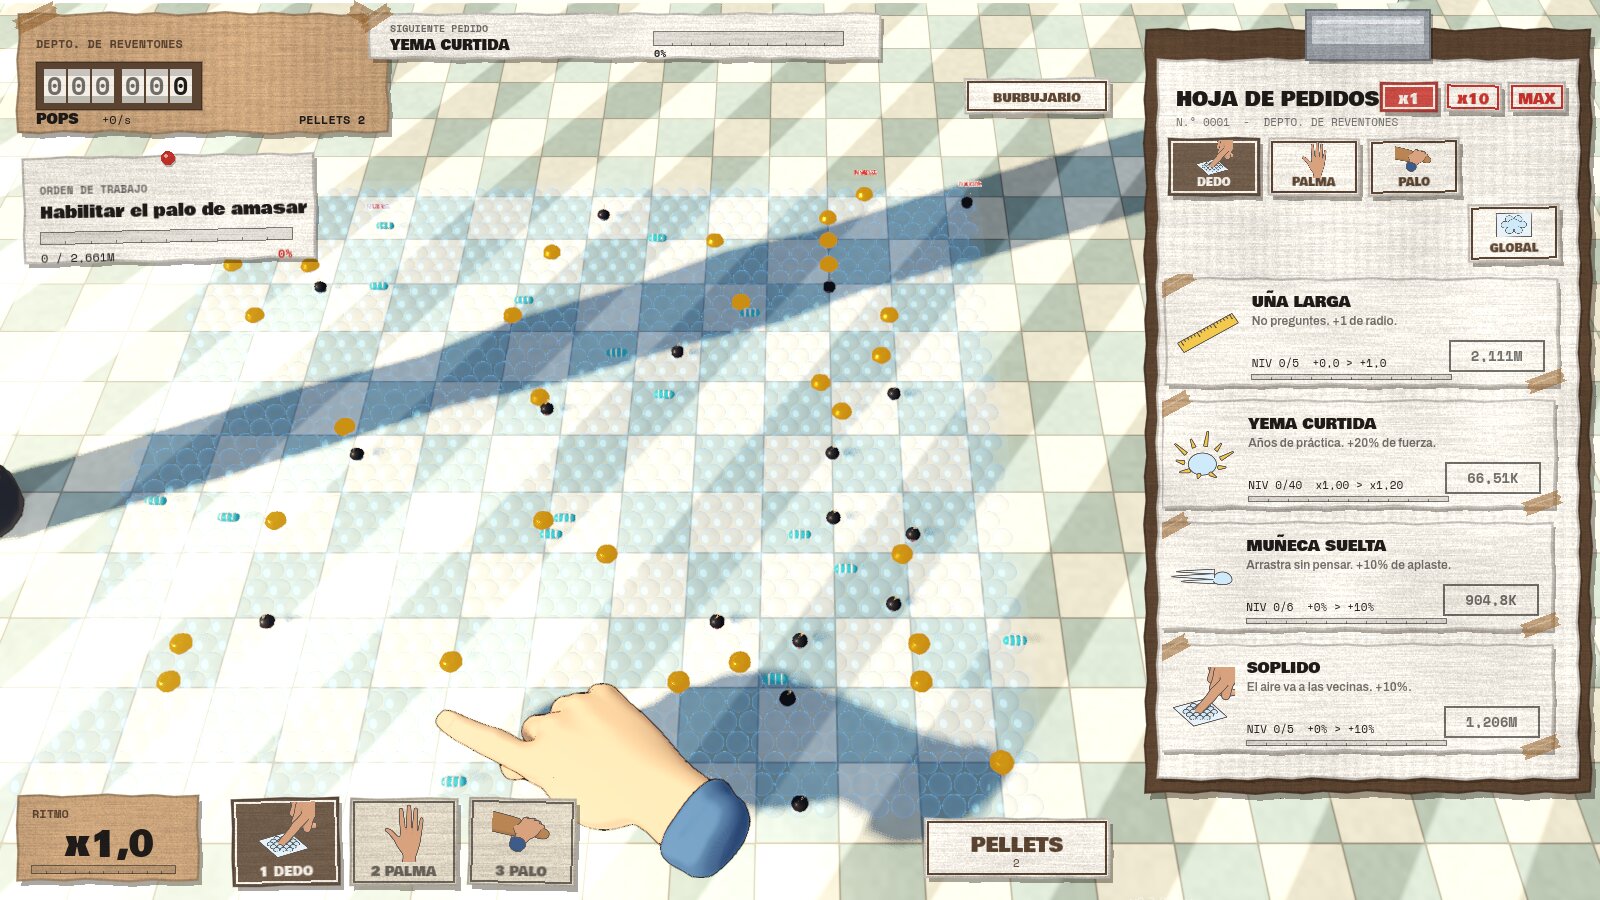 DEPTO. DE REVENTONES
000 000
POPS +0/s PELLETS 2
SIGUIENTE PEDIDO
YEMA CURTIDA
0%
BURBUJARIO
ORDEN DE TRABAJO
Habilitar el palo de amasar
0 / 2,661M 0%
HOJA DE PEDIDOS x1 x10 MAX
N.° 0001 - DEPTO. DE REVENTONES
DEDO PALMA PALO
GLOBAL
UÑA LARGA
No preguntes. +1 de radio.
NIV 0/5 +0,0 > +1,0 2,111M
YEMA CURTIDA
Años de práctica. +20% de fuerza.
NIV 0/40 x1,00 > x1,20 66,51K
MUÑECA SUELTA
Arrastra sin pensar. +10% de aplaste.
NIV 0/6 +0% > +10% 904,8K
SOPLIDO
El aire va a las vecinas. +10%.
NIV 0/5 +0% > +10% 1,206M
RITMO
x1,0
1 DEDO 2 PALMA 3 PALO
PELLETS
2